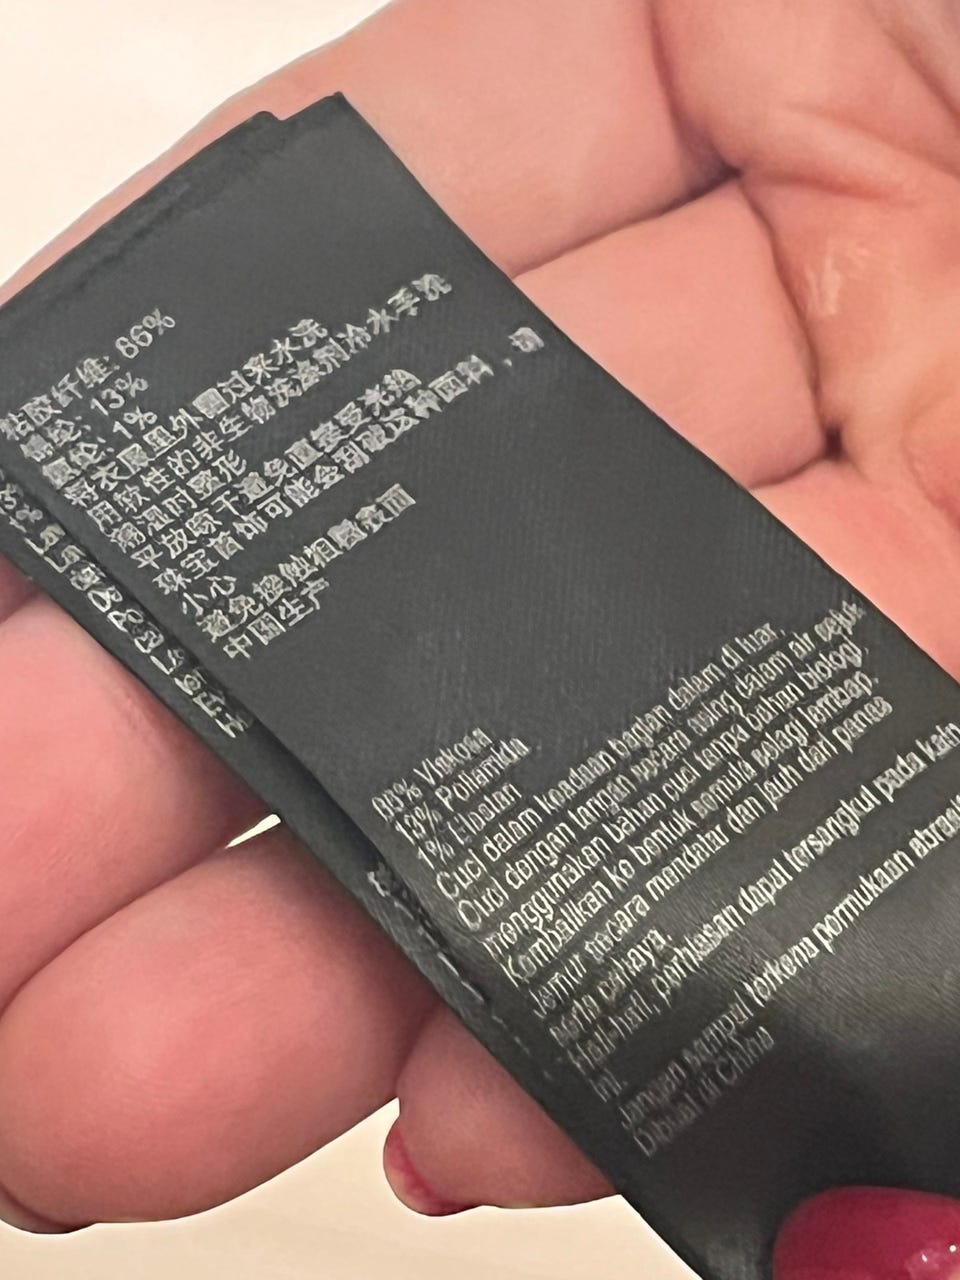 粘胶纤维: 86%
锦纶: 13%
氨纶: 1%
将衣服里外翻过来水洗
用软性的非生物洗涤剂冷水手洗
潮湿时整形
平放晾干避免直接受光热
珠宝首饰可能会钩破这种面料，
小心
避免接触粗糙表面
中国生产
86% Viskosa
13% Poliamida
1% Elastan
Cuci dalam keadaan bagian dalam di luar.
Cuci dengan tangan secara saing dalam air sejuk
menggunakan bahan cuci tanpa bahan biologi.
Kembalikan ke bentuk semula selagi lembap.
Jemur secara mendatar dan jauh dari panas
serta cahaya.
Hati-hati, perhiasan dapat tersangkut pada kain
ini.
Jangan sampai terkena permukaan abrasif
Dibuat di China